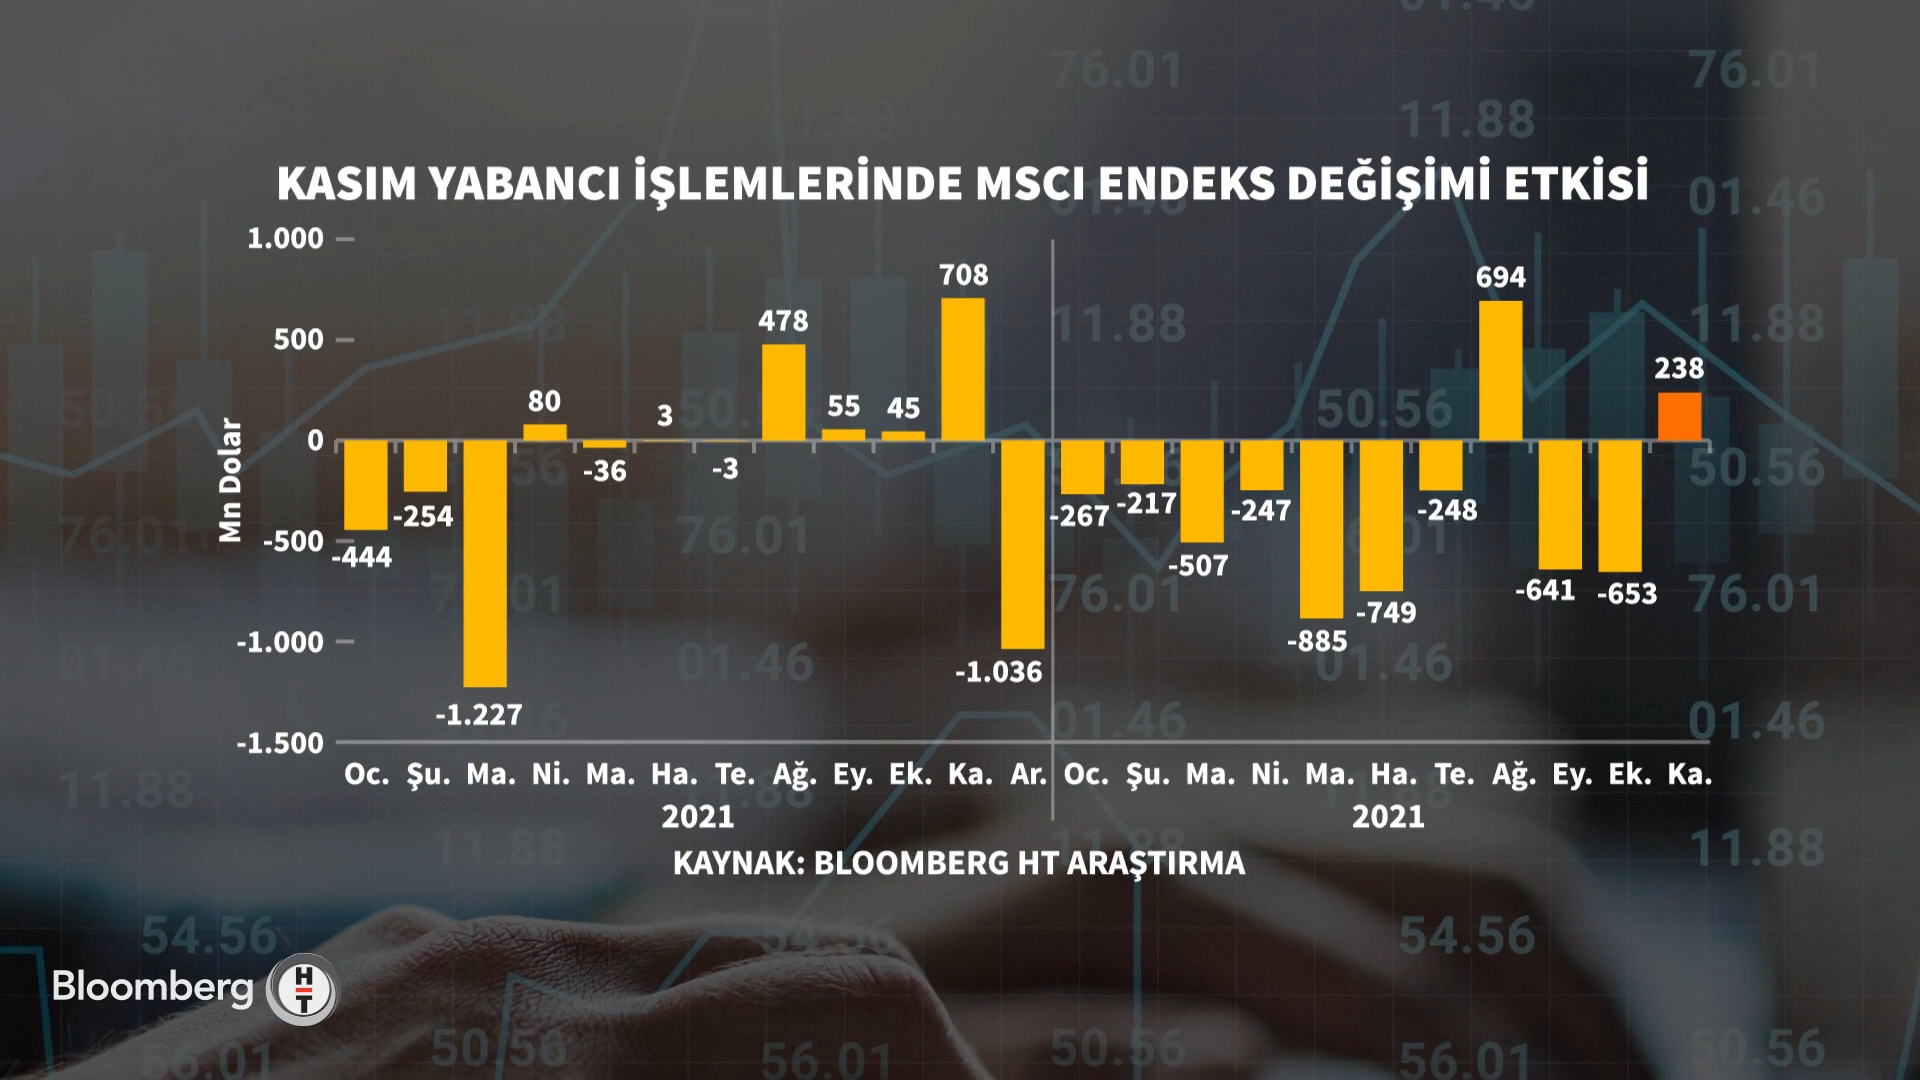 KASIM YABANCI İŞLEMLERİNDE MSCI ENDEKS DEĞİŞİMİ ETKİSİ
1.000
500
0
-500
-1.000
-1.500
Mn Dolar
-444 -254 -1.227 80 -36 3 -3 478 55 45 708 -1.036 -267 -217 -507 -247 -885 -749 -248 694 -641 -653 238
Oc. Şu. Ma. Ni. Ma. Ha. Te. Ağ. Ey. Ek. Ka. Ar. Oc. Şu. Ma. Ni. Ma. Ha. Te. Ağ. Ey. Ek. Ka.
2021 2021
KAYNAK: BLOOMBERG HT ARAŞTIRMA
Bloomberg HT